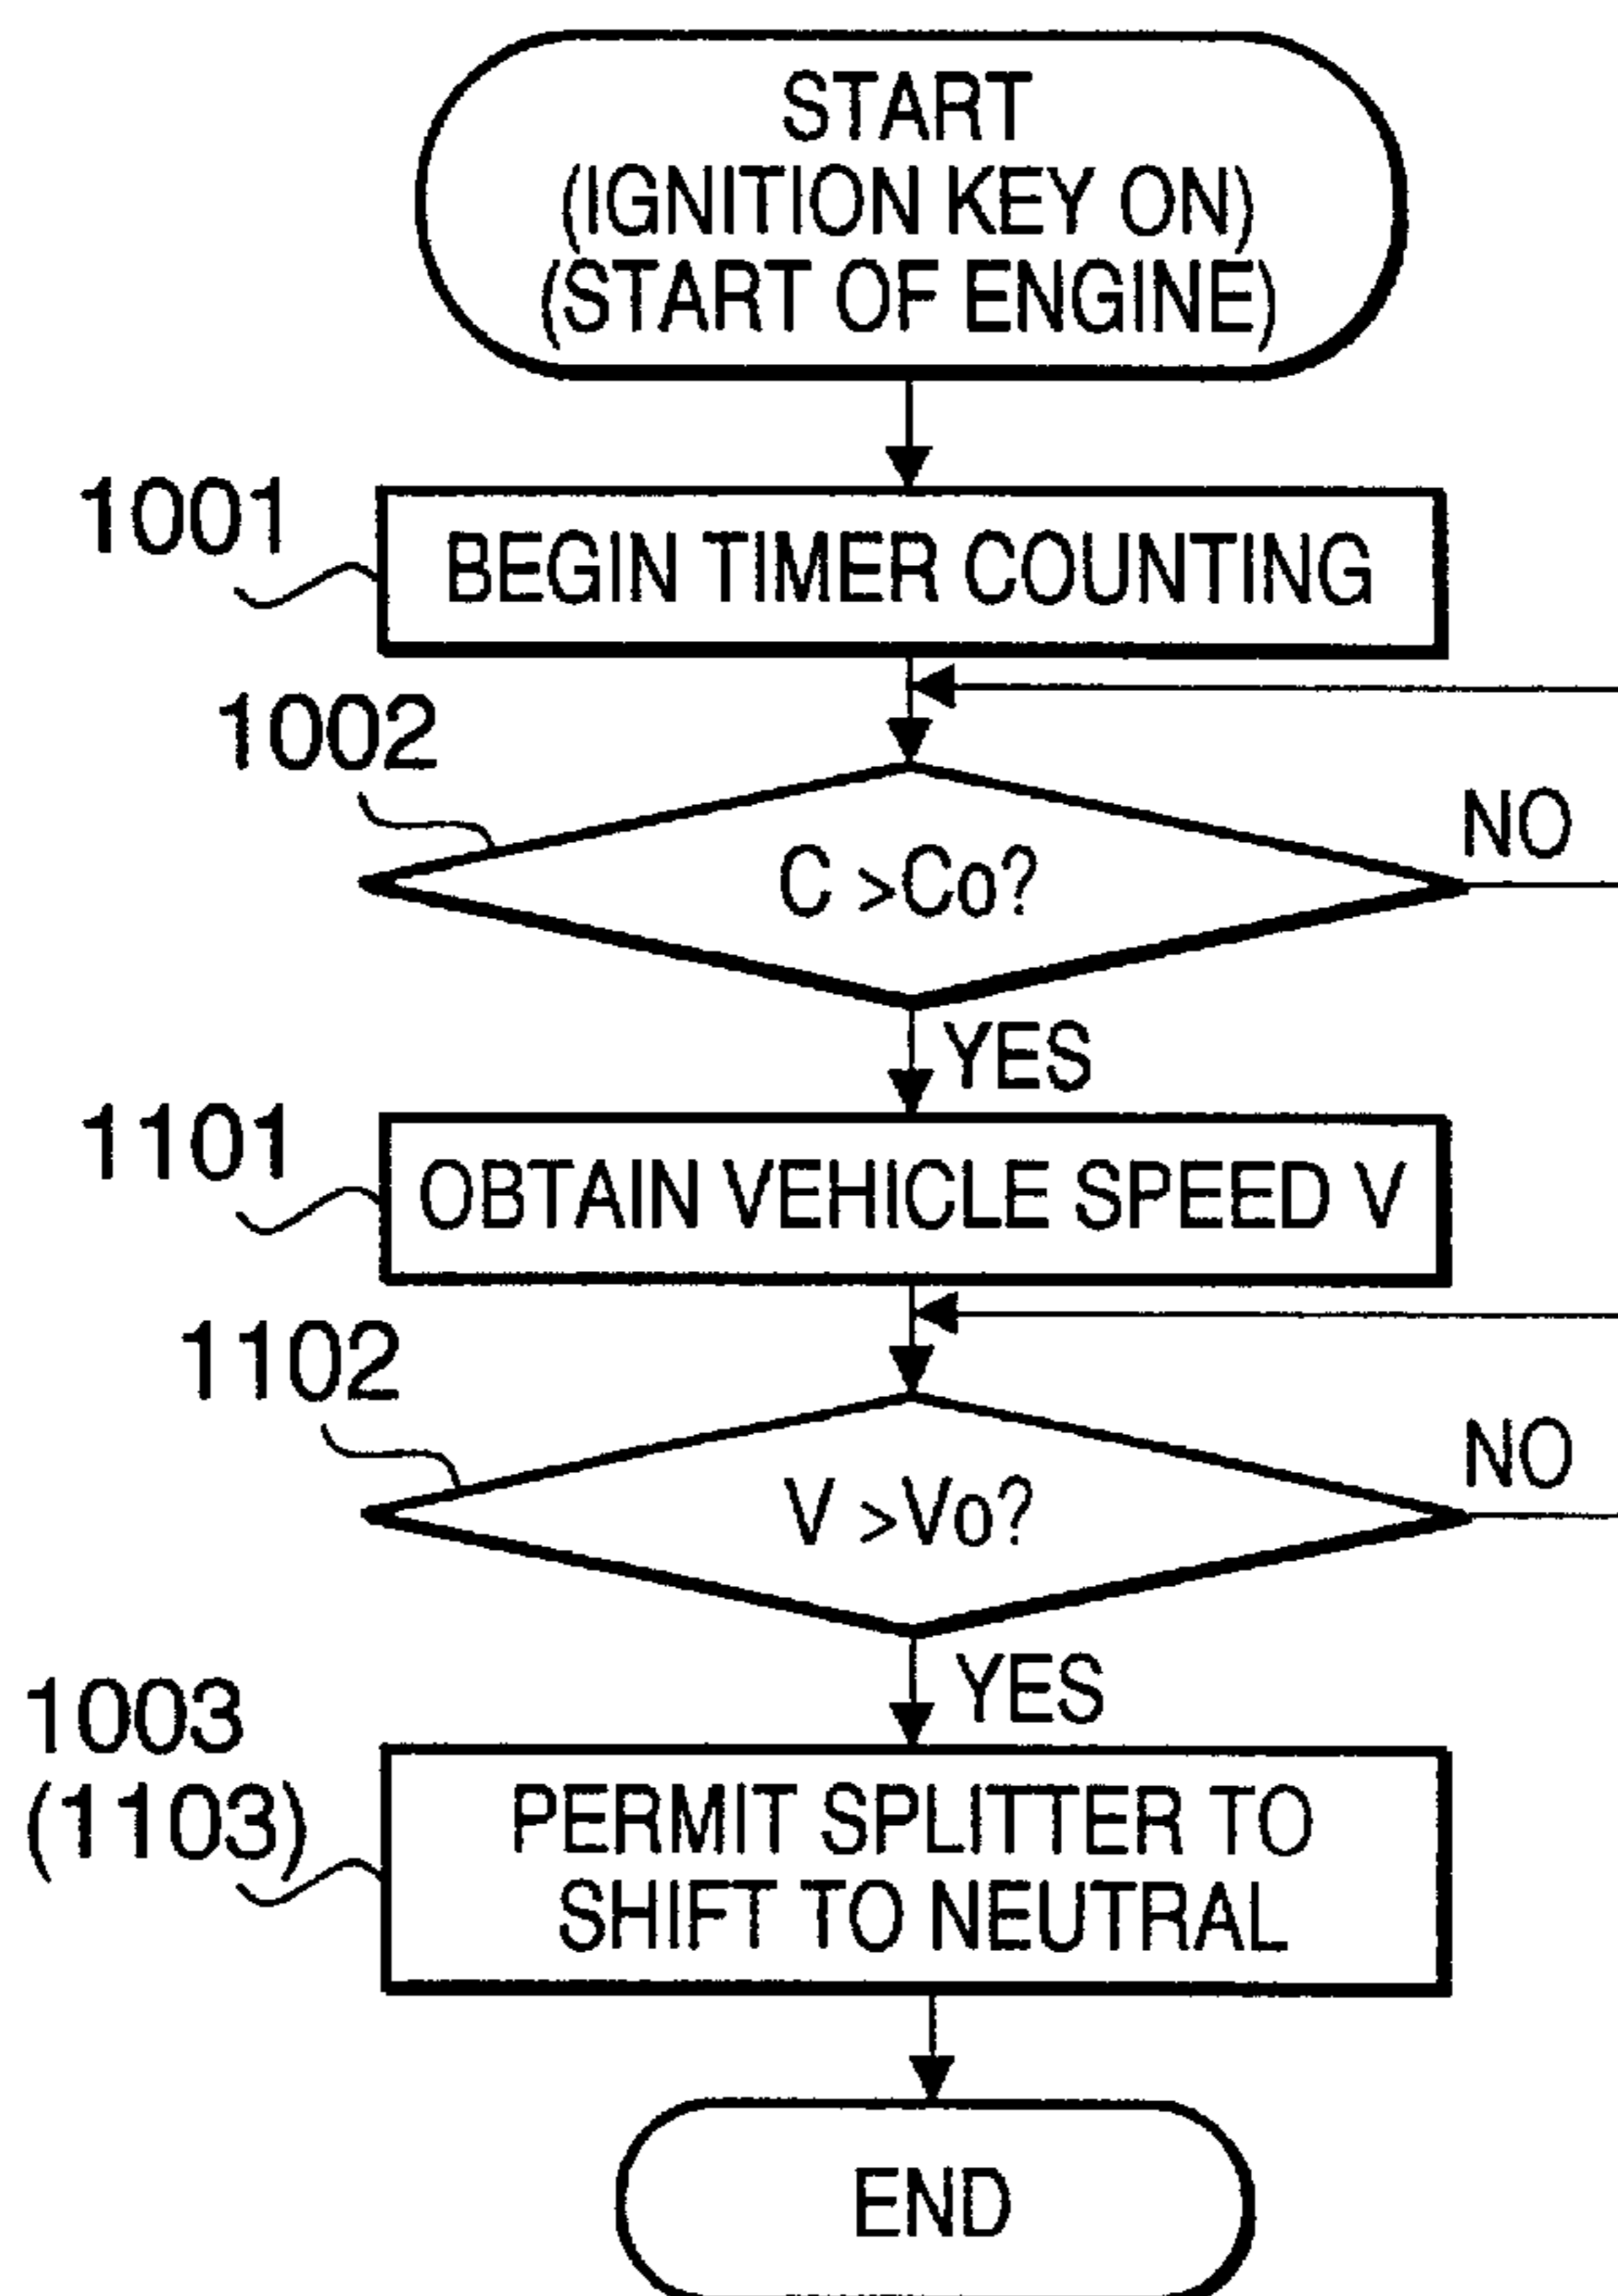 START
(IGNITION KEY ON)
(START OF ENGINE)
1001
BEGIN TIMER COUNTING
1002
C >Co?
NO
YES
1101
OBTAIN VEHICLE SPEED V
1102
V >Vo?
NO
YES
1003
(1103)
PERMIT SPLITTER TO
SHIFT TO NEUTRAL
END